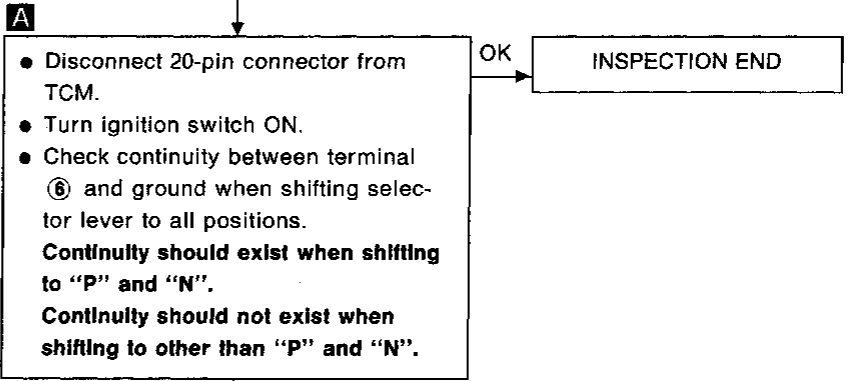 A
● Disconnect 20-pin connector from
TCM.
● Turn ignition switch ON.
● Check continuity between terminal
⑥ and ground when shifting selec-
tor lever to all positions.
Continuity should exist when shifting
to “P” and “N”.
Continuity should not exist when
shifting to other than “P” and “N”.
OK
INSPECTION END